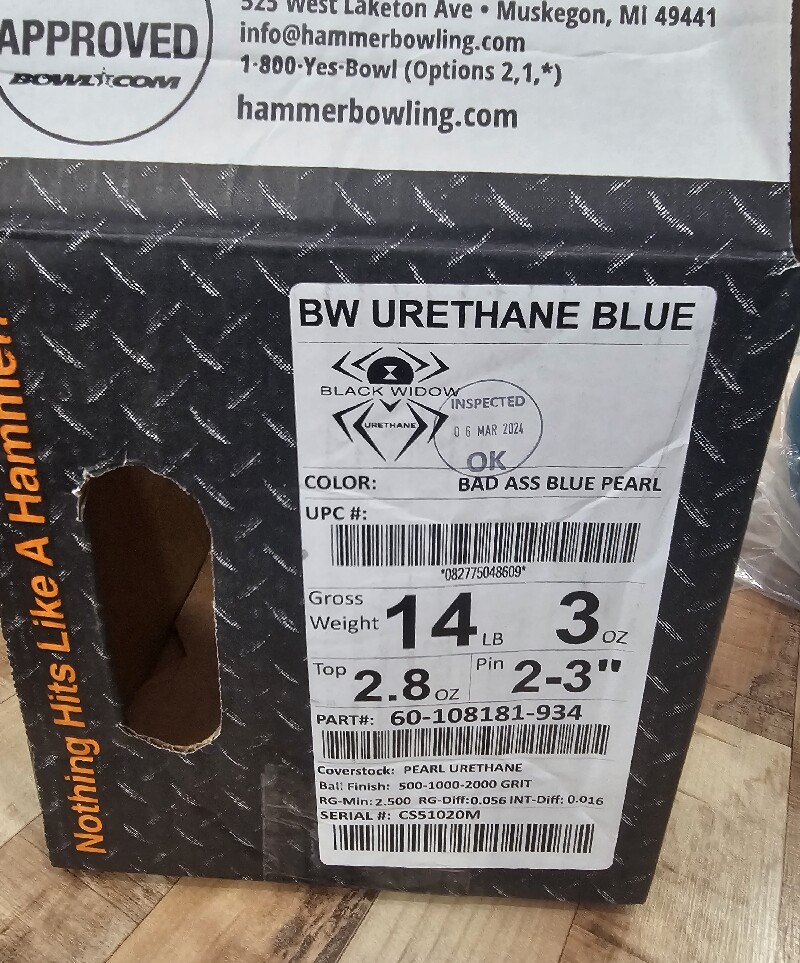 APPROVED
BOWL.COM
525 West Laketon Ave • Muskegon, MI 49441
info@hammerbowling.com
1-800-Yes-Bowl (Options 2,1,*)
hammerbowling.com
Nothing Hits Like A Hammer
BW URETHANE BLUE
BLACK WIDOW
URETHANE
INSPECTED
06 MAR 2024
OK
COLOR: BAD ASS BLUE PEARL
UPC #:
*082775048609*
Gross Weight 14 LB 3 OZ
Top 2.8 OZ Pin 2-3"
PART#: 60-108181-934
Coverstock: PEARL URETHANE
Ball Finish: 500-1000-2000 GRIT
RG-Min: 2.500 RG-Diff:0.056 INT-Diff: 0.016
SERIAL #: CS51020M